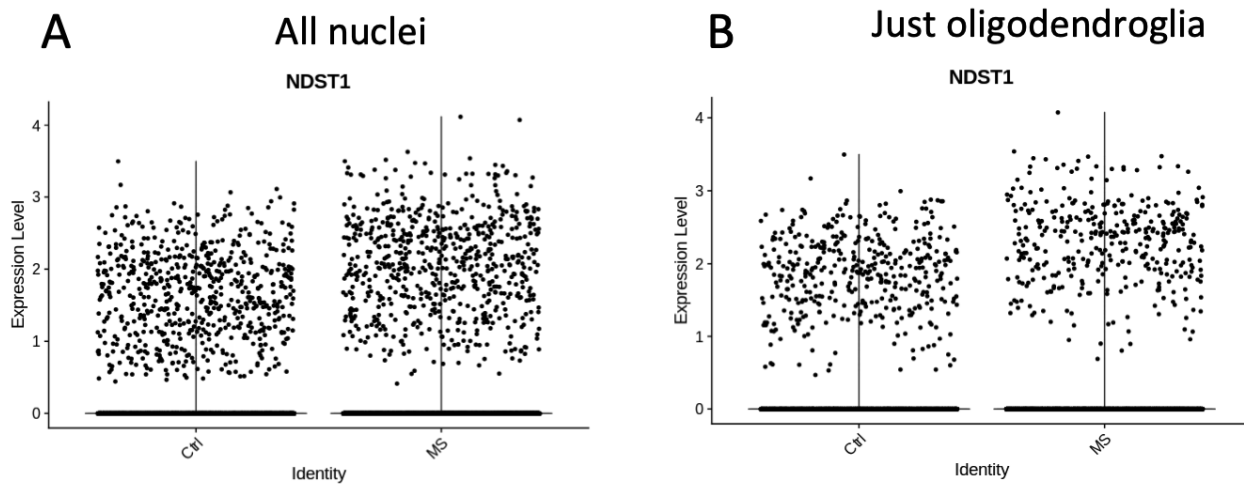 A
All nuclei
NDST1
Expression Level
4
3
2
1
0
Ctrl
MS
Identity
B
Just oligodendroglia
NDST1
Expression Level
4
3
2
1
0
Ctrl
MS
Identity